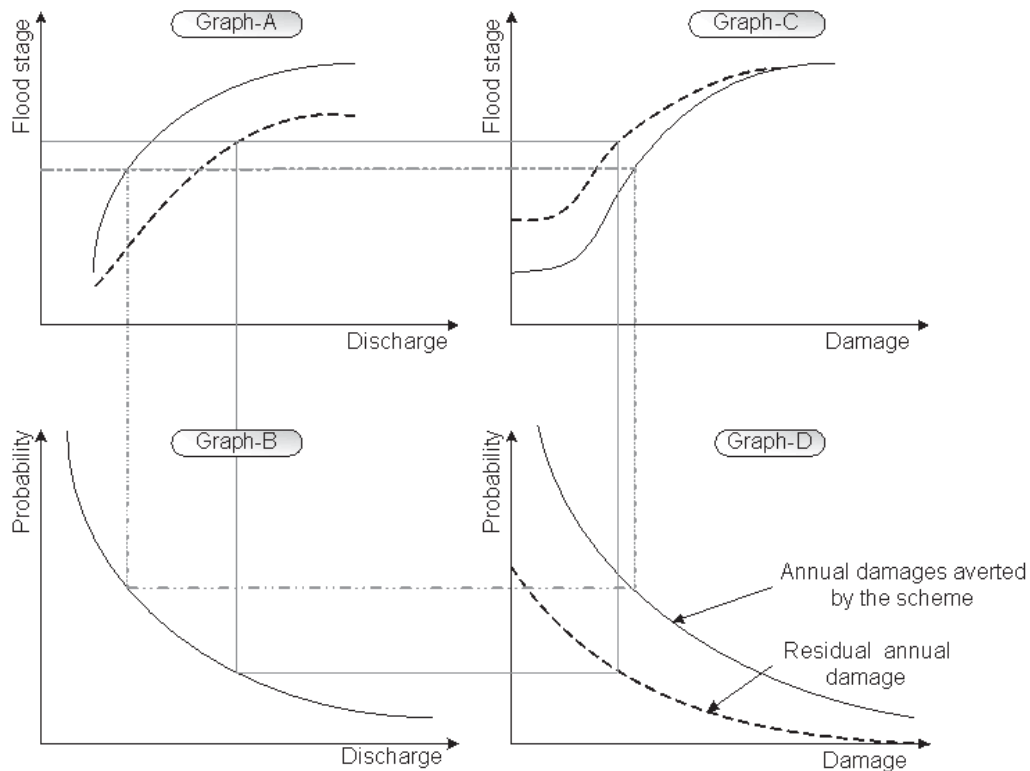 Graph-A
Flood stage
Discharge
Graph-C
Flood stage
Damage
Graph-B
Probability
Discharge
Graph-D
Probability
Annual damages averted
by the scheme
Residual annual
damage
Damage